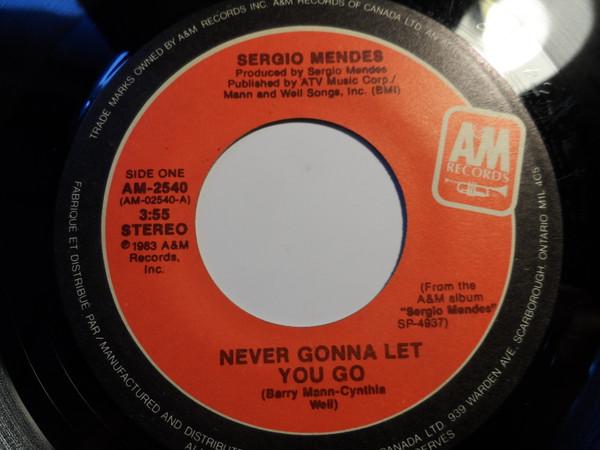 TRADE MARKS OWNED BY A&M RECORDS INC. A&M RECORDS OF CANADA LTD.
SERGIO MENDES
Produced by Sergio Mendes
Published by ATV Music Corp./
Mann and Weil Songs, Inc. (BMI)
AM
RECORDS
SIDE ONE
AM-2540
(AM-02540-A)
3:55
STEREO
℗1983 A&M
Records,
Inc.
(From the
A&M album
"Sergio Mendes"
SP-4937)
NEVER GONNA LET
YOU GO
(Barry Mann-Cynthia
Weil)
FABRIQUE ET DISTRIBUÉ PAR/MANUFACTURED AND DISTRIBUT
CANADA LTD. 939 WARDEN AVE, SCARBOROUGH, ONTARIO M1L 4C5